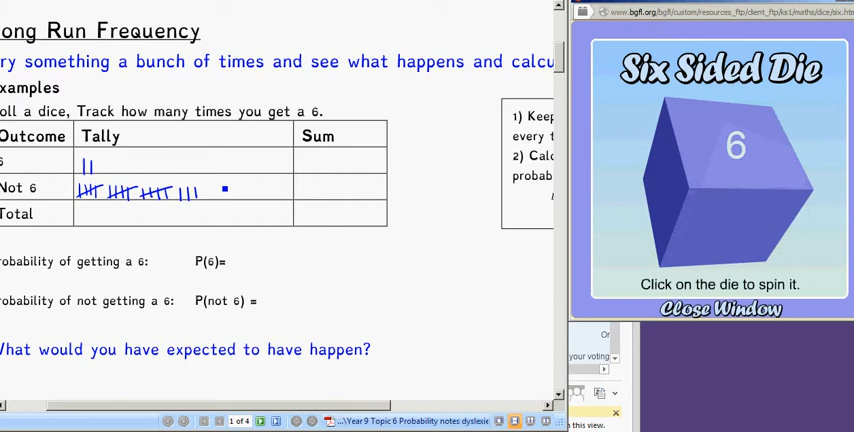 ong Run Frequency
ry something a bunch of times and see what happens and calcu
xamples
oll a dice, Track how many times you get a 6.
Outcome Tally Sum
6
Not 6
Total
robability of getting a 6: P(6)=
robability of not getting a 6: P(not 6) =
What would you have expected to have happen?
1) Keep
every t
2) Calc
probab
1 of 4
...\Year 9 Topic 6 Probability notes dyslexie
www.bgfl.org/bgfl/custom/resources_ftp/client_ftp/ks1/maths/dice/six.htm
Six Sided Die
6
Click on the die to spin it.
Close Window
Or
your voting
n this view.